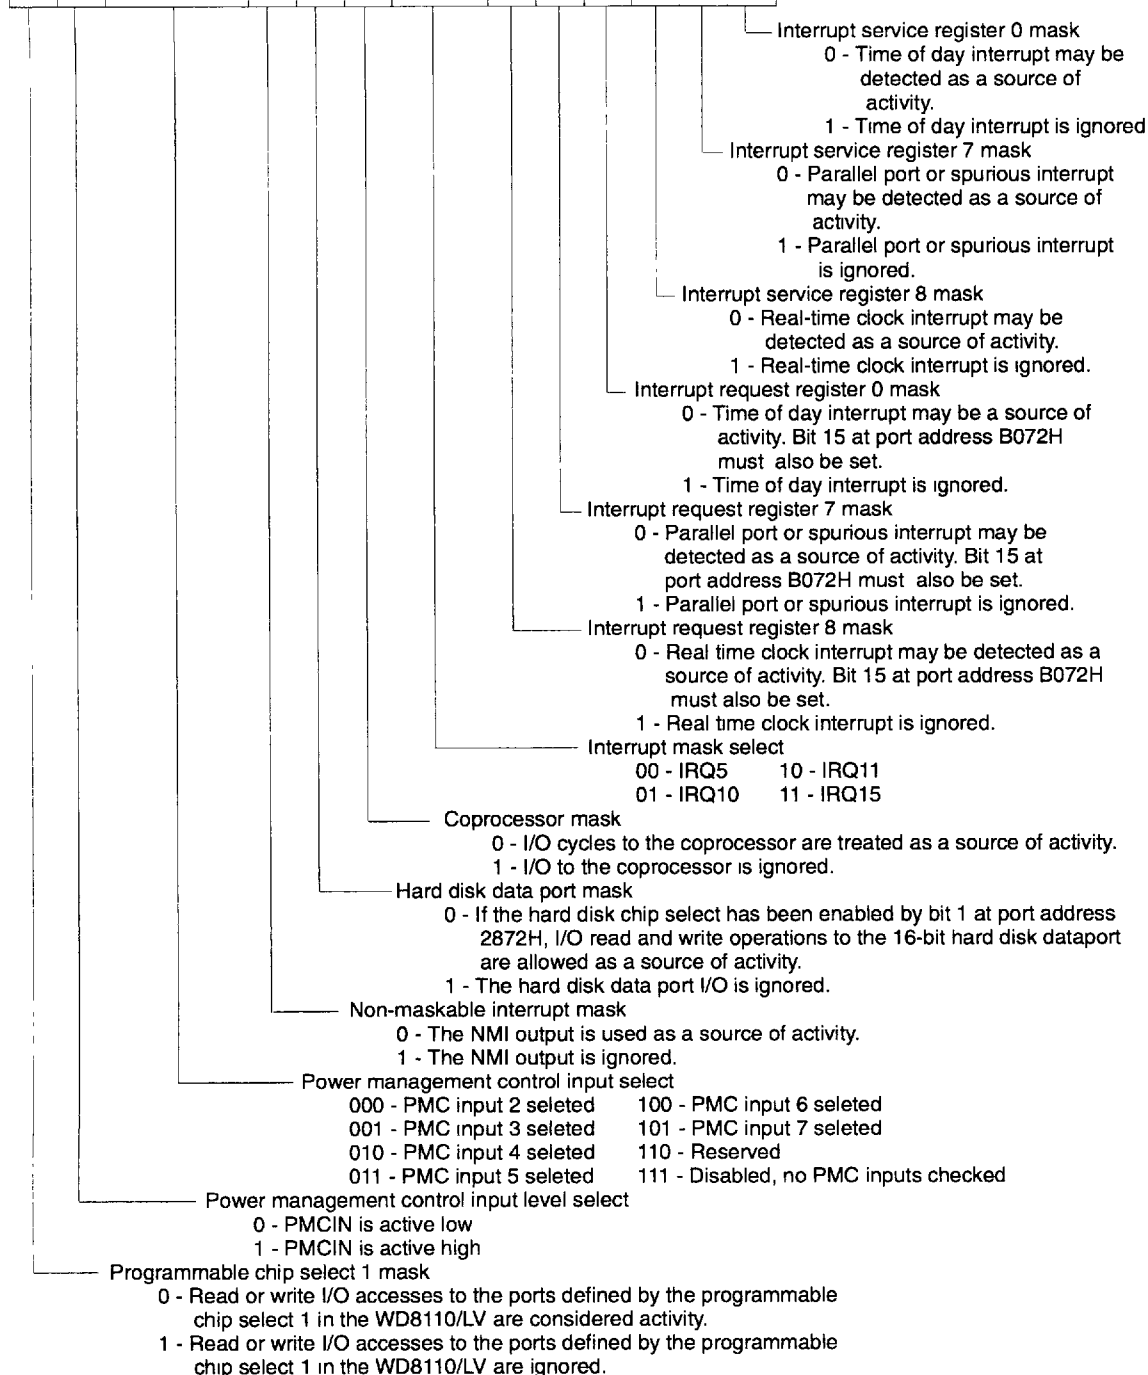 Interrupt service register 0 mask
0 - Time of day interrupt may be
detected as a source of
activity.
1 - Time of day interrupt is ignored
Interrupt service register 7 mask
0 - Parallel port or spurious interrupt
may be detected as a source of
activity.
1 - Parallel port or spurious interrupt
is ignored.
Interrupt service register 8 mask
0 - Real-time clock interrupt may be
detected as a source of activity.
1 - Real-time clock interrupt is ignored.
Interrupt request register 0 mask
0 - Time of day interrupt may be a source of
activity. Bit 15 at port address B072H
must also be set.
1 - Time of day interrupt is ignored.
Interrupt request register 7 mask
0 - Parallel port or spurious interrupt may be
detected as a source of activity. Bit 15 at
port address B072H must also be set.
1 - Parallel port or spurious interrupt is ignored.
Interrupt request register 8 mask
0 - Real time clock interrupt may be detected as a
source of activity. Bit 15 at port address B072H
must also be set.
1 - Real time clock interrupt is ignored.
Interrupt mask select
00 - IRQ5 10 - IRQ11
01 - IRQ10 11 - IRQ15
Coprocessor mask
0 - I/O cycles to the coprocessor are treated as a source of activity.
1 - I/O to the coprocessor is ignored.
Hard disk data port mask
0 - If the hard disk chip select has been enabled by bit 1 at port address
2872H, I/O read and write operations to the 16-bit hard disk dataport
are allowed as a source of activity.
1 - The hard disk data port I/O is ignored.
Non-maskable interrupt mask
0 - The NMI output is used as a source of activity.
1 - The NMI output is ignored.
Power management control input select
000 - PMC input 2 seleted 100 - PMC input 6 seleted
001 - PMC input 3 seleted 101 - PMC input 7 seleted
010 - PMC input 4 seleted 110 - Reserved
011 - PMC input 5 seleted 111 - Disabled, no PMC inputs checked
Power management control input level select
0 - PMCIN is active low
1 - PMCIN is active high
Programmable chip select 1 mask
0 - Read or write I/O accesses to the ports defined by the programmable
chip select 1 in the WD8110/LV are considered activity.
1 - Read or write I/O accesses to the ports defined by the programmable
chip select 1 in the WD8110/LV are ignored.